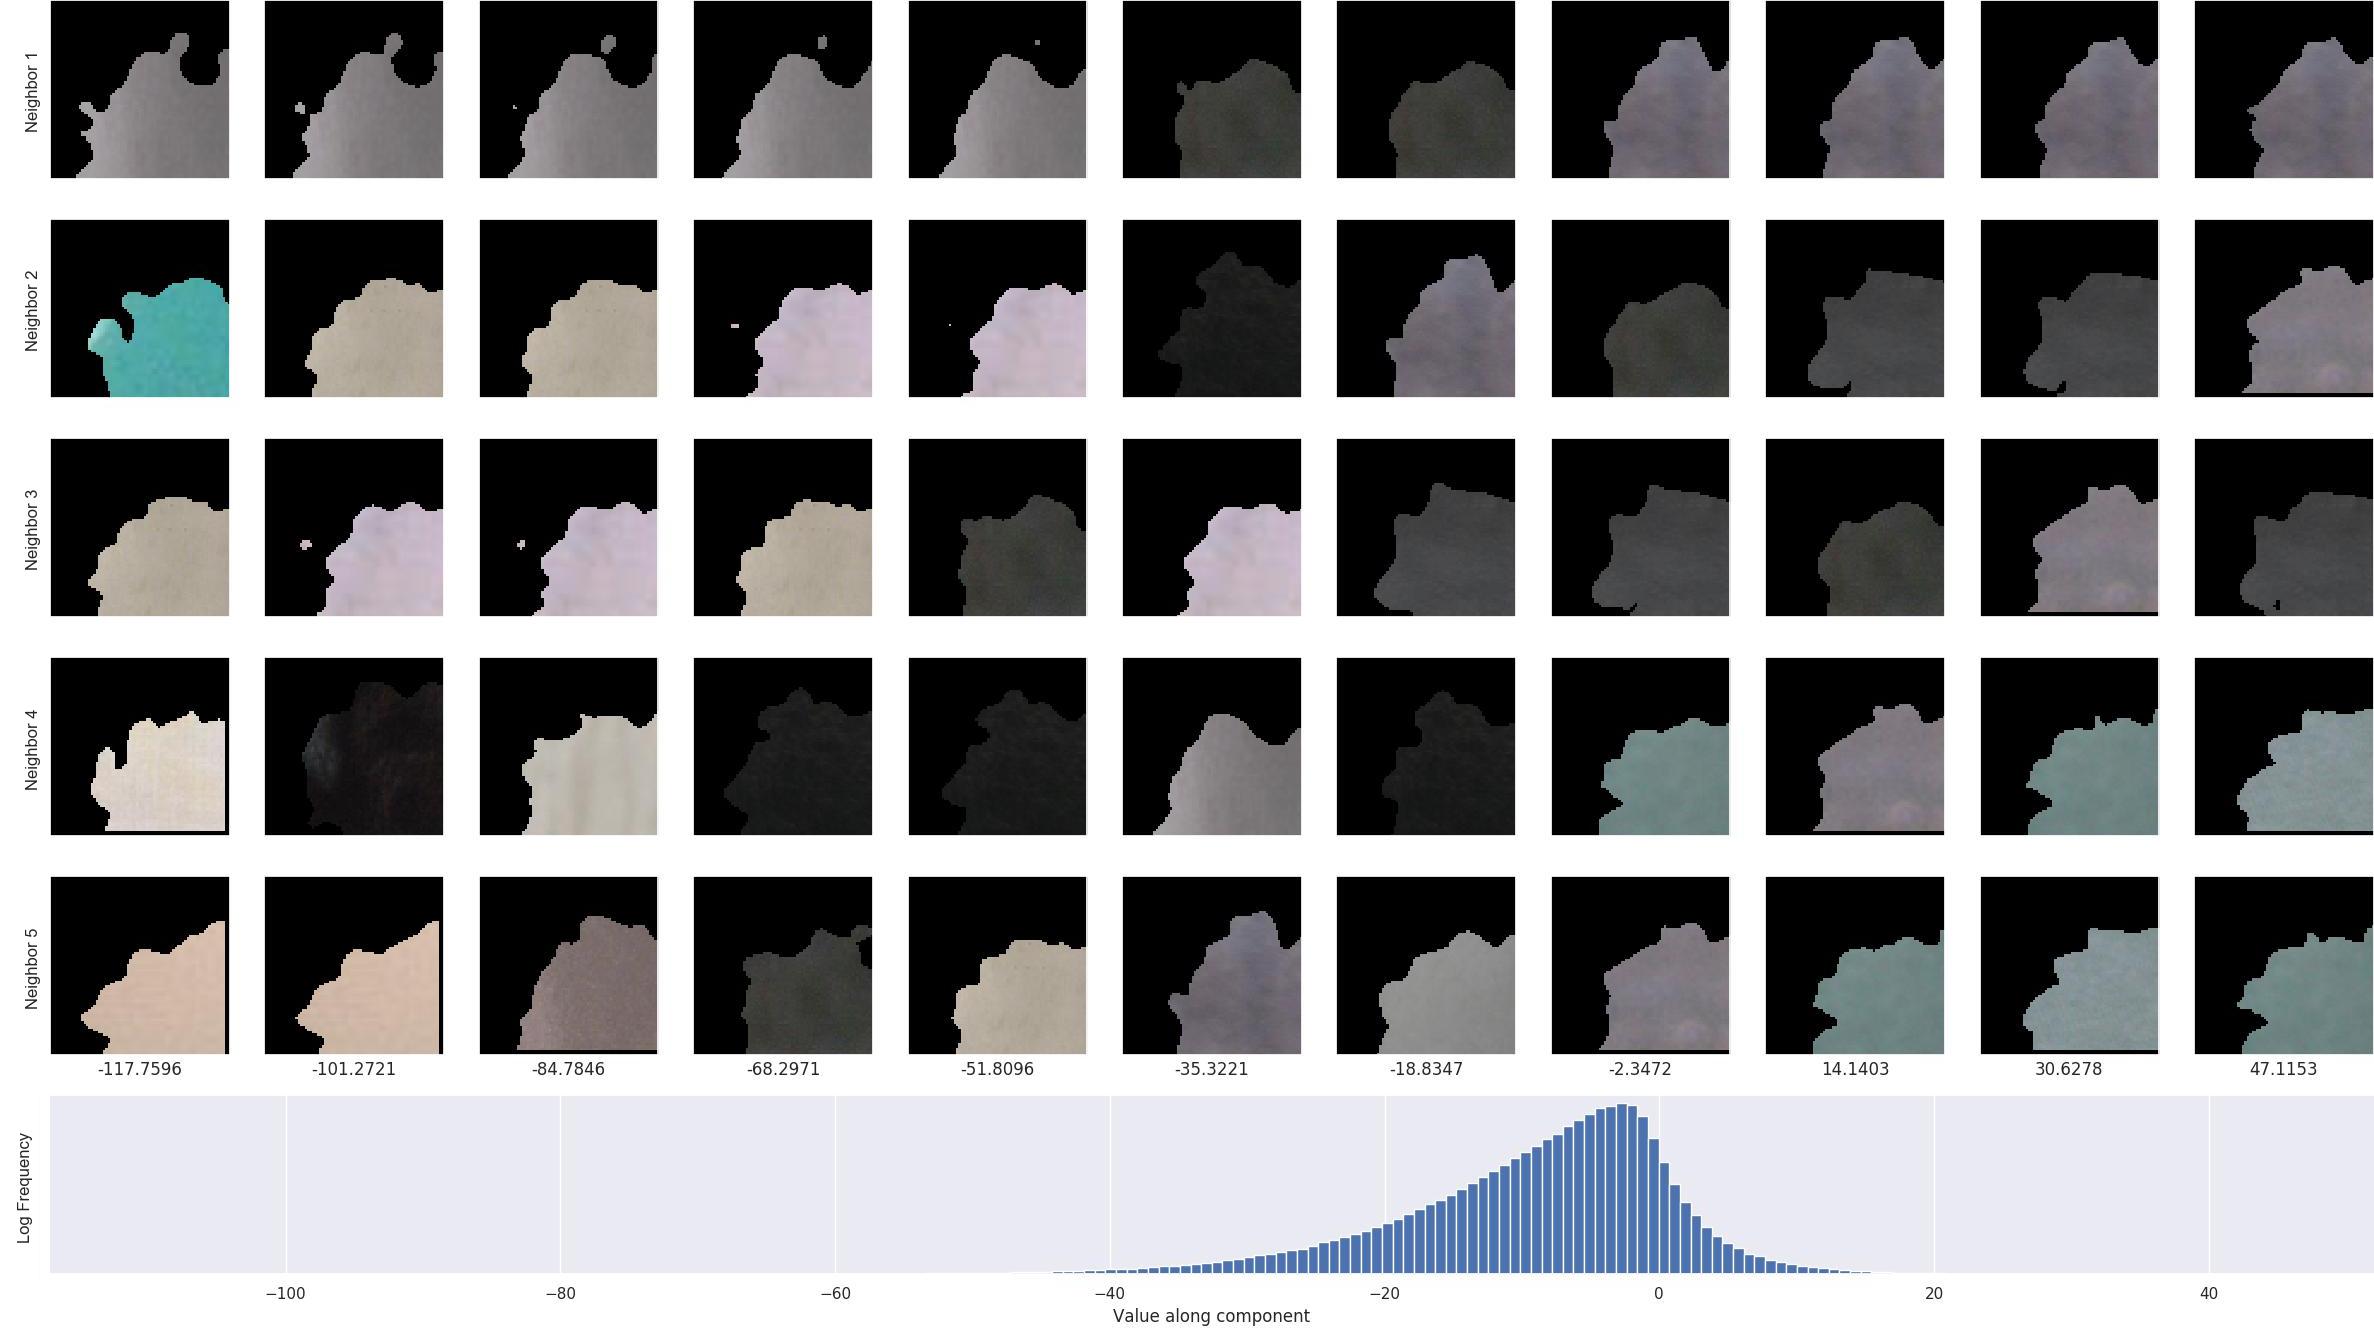 Neighbor 1
Neighbor 2
Neighbor 3
Neighbor 4
Neighbor 5
-117.7596 -101.2721 -84.7846 -68.2971 -51.8096 -35.3221 -18.8347 -2.3472 14.1403 30.6278 47.1153
Log Frequency
−100 −80 −60 −40 −20 0 20 40
Value along component